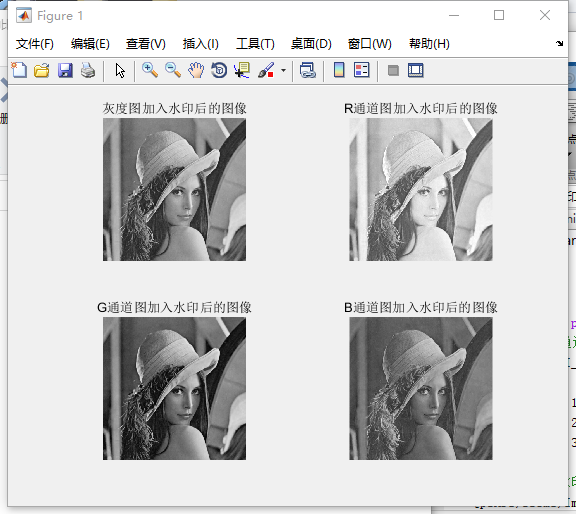 Figure 1
文件(F) 编辑(E) 查看(V) 插入(I) 工具(T) 桌面(D) 窗口(W) 帮助(H)
灰度图加入水印后的图像 R通道图加入水印后的图像
G通道图加入水印后的图像 B通道图加入水印后的图像